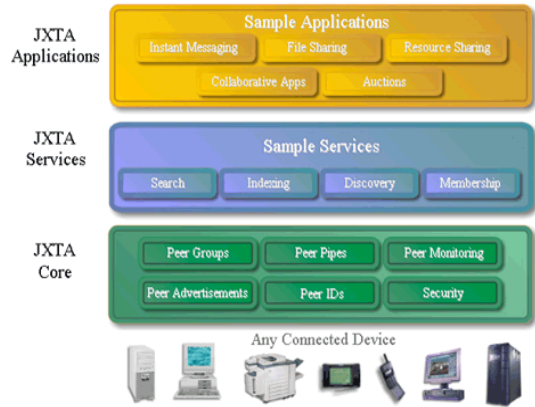 JXTA
Applications
Sample Applications
Instant Messaging
File Sharing
Resource Sharing
Collaborative Apps
Auctions
JXTA
Services
Sample Services
Search
Indexing
Discovery
Membership
JXTA
Core
Peer Groups
Peer Pipes
Peer Monitoring
Peer Advertisements
Peer IDs
Security
Any Connected Device